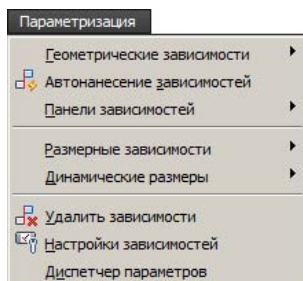 Параметризация
Геометрические зависимости
Автонанесение зависимостей
Панели зависимостей
Размерные зависимости
Динамические размеры
Удалить зависимости
Настройки зависимостей
Диспетчер параметров